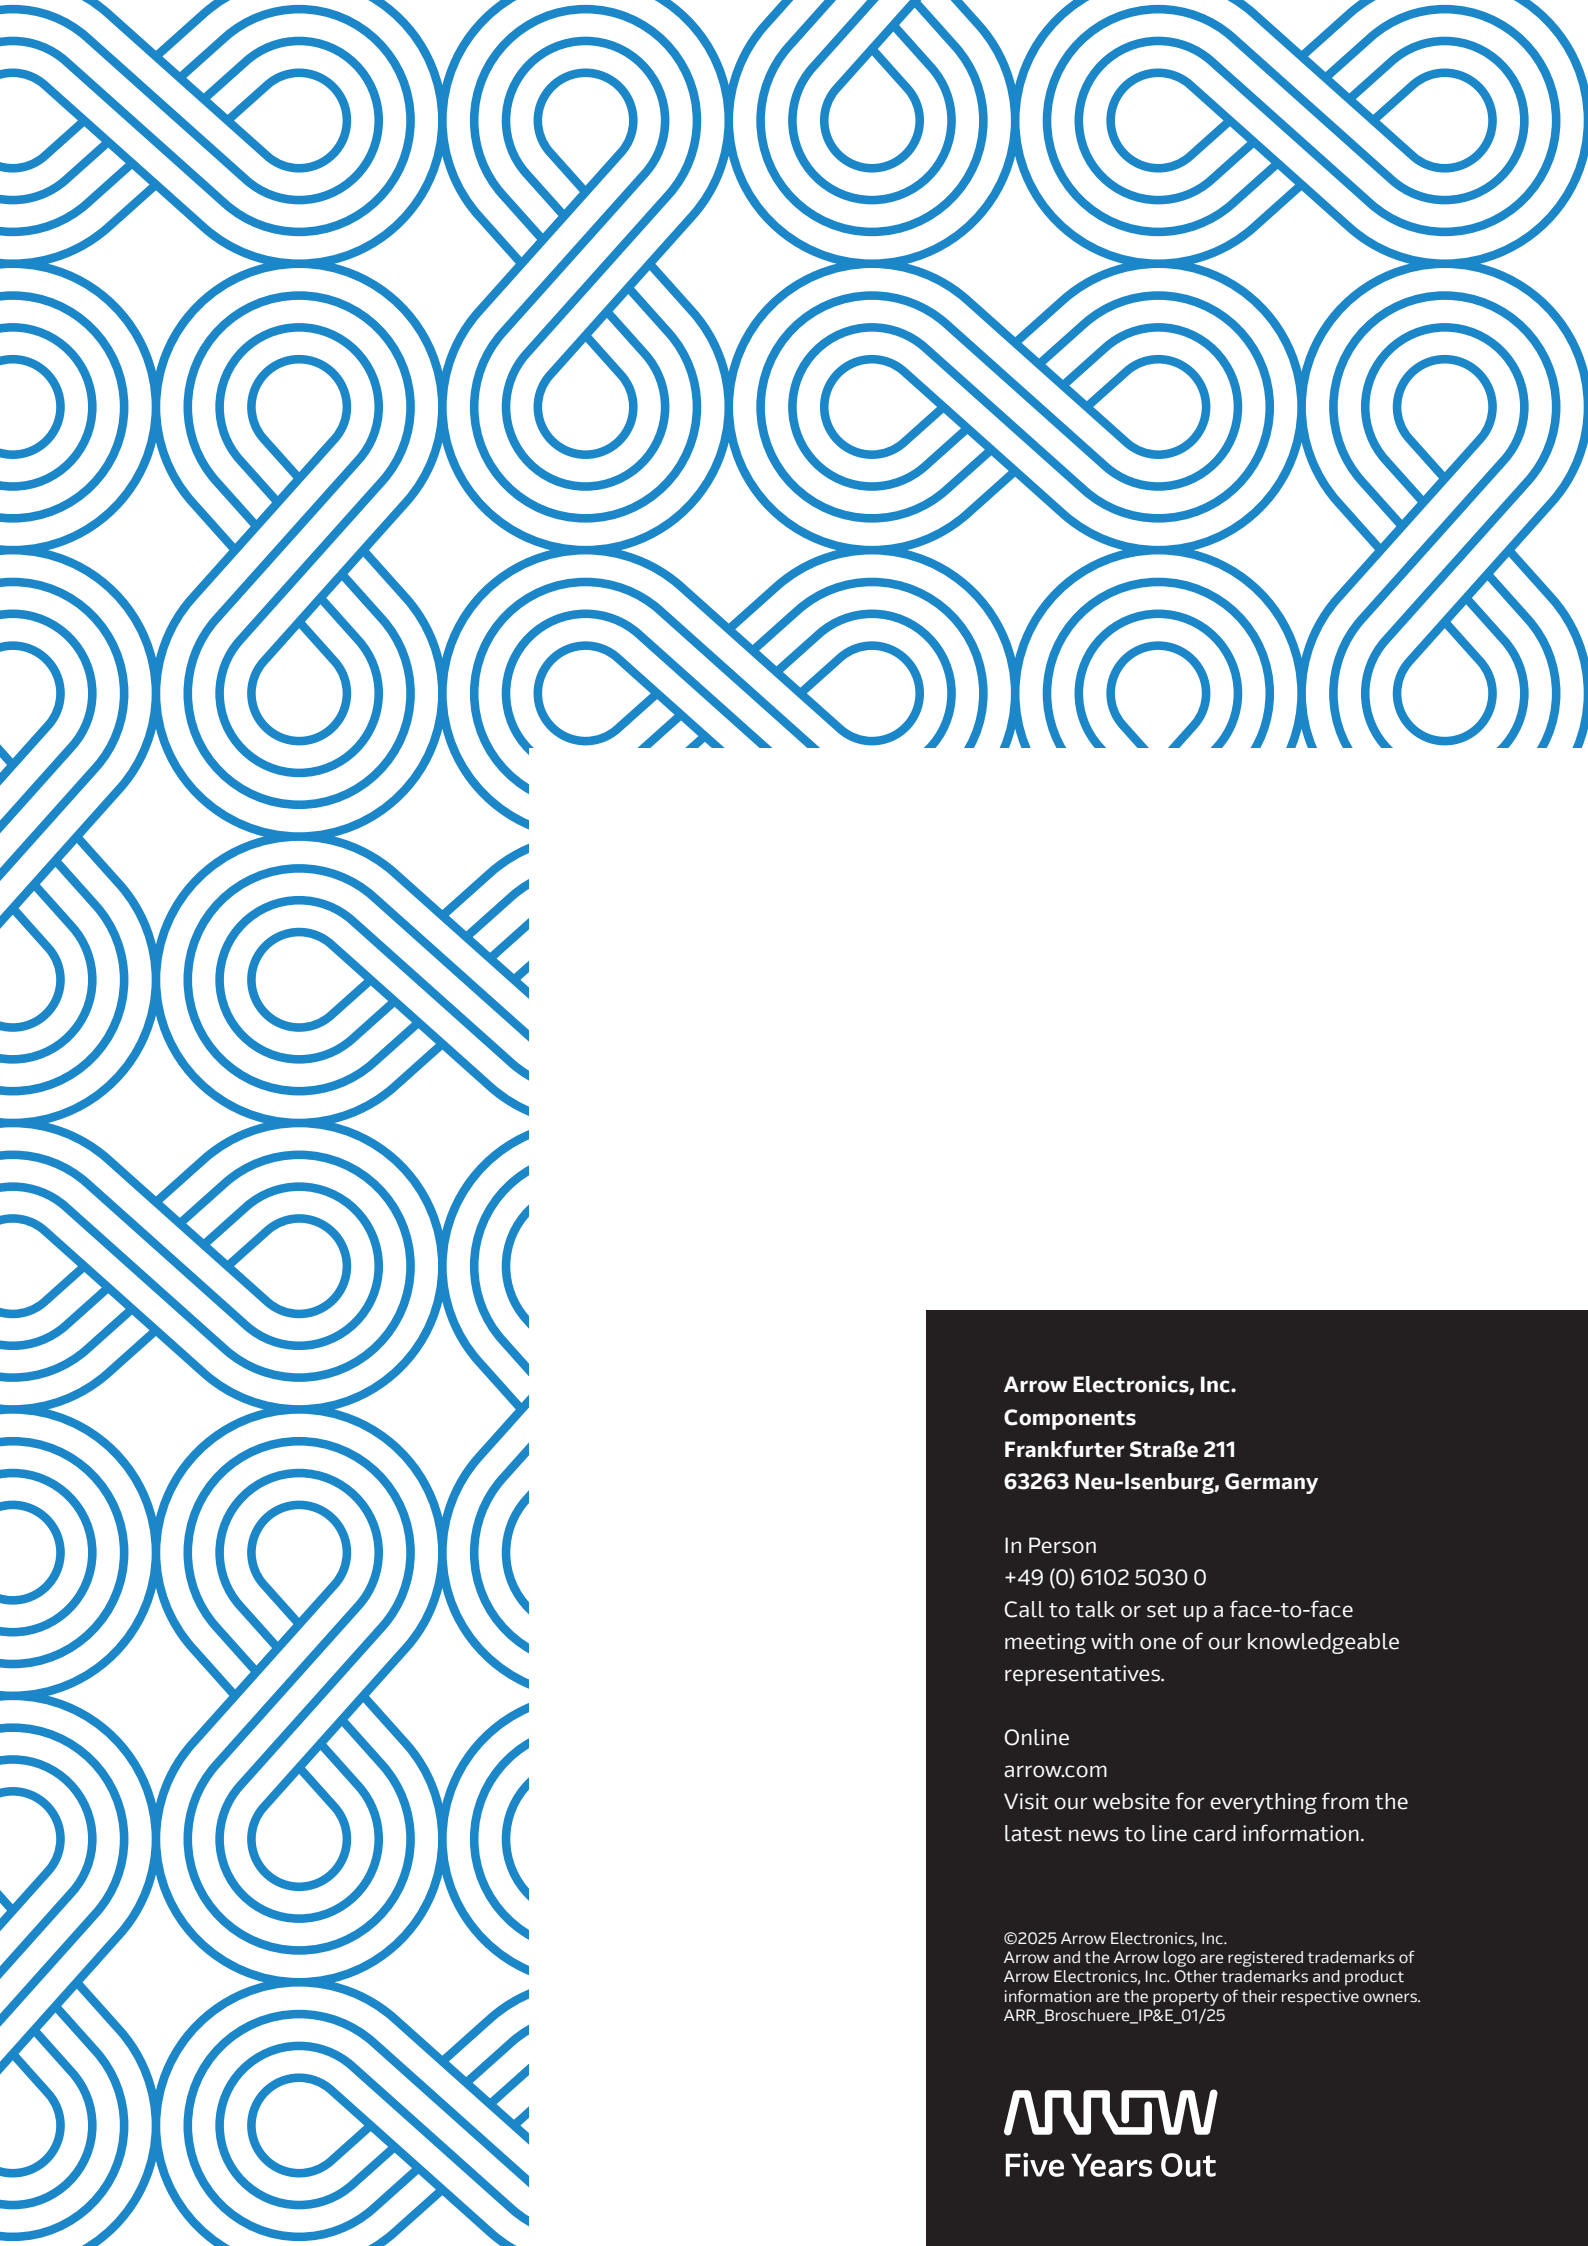 Arrow Electronics, Inc.
Components
Frankfurter Straße 211
63263 Neu-Isenburg, Germany
In Person
+49 (0) 6102 5030 0
Call to talk or set up a face-to-face
meeting with one of our knowledgeable
representatives.
Online
arrow.com
Visit our website for everything from the
latest news to line card information.
©2025 Arrow Electronics, Inc.
Arrow and the Arrow logo are registered trademarks of
Arrow Electronics, Inc. Other trademarks and product
information are the property of their respective owners.
ARR_Broschuere_IP&E_01/25
ARROW
Five Years Out